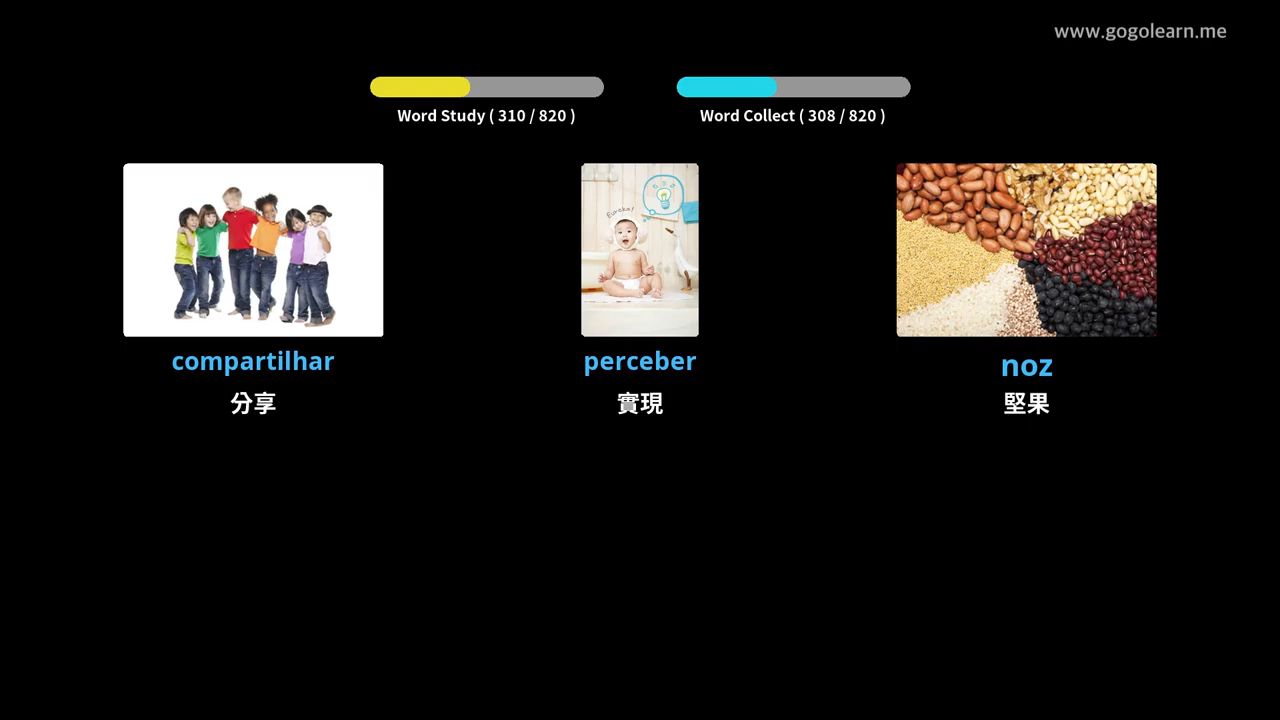 www.gogolearn.me
Word Study ( 310 / 820 )
Word Collect ( 308 / 820 )
Eureka!
compartilhar
perceber
noz
分享
實現
堅果